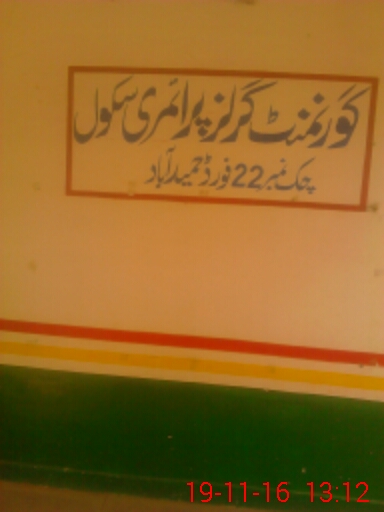 گورنمنٹ گرلز پرائمری سکول
چک نمبر 22 فورڈ حمید آباد
19-11-16 13:12